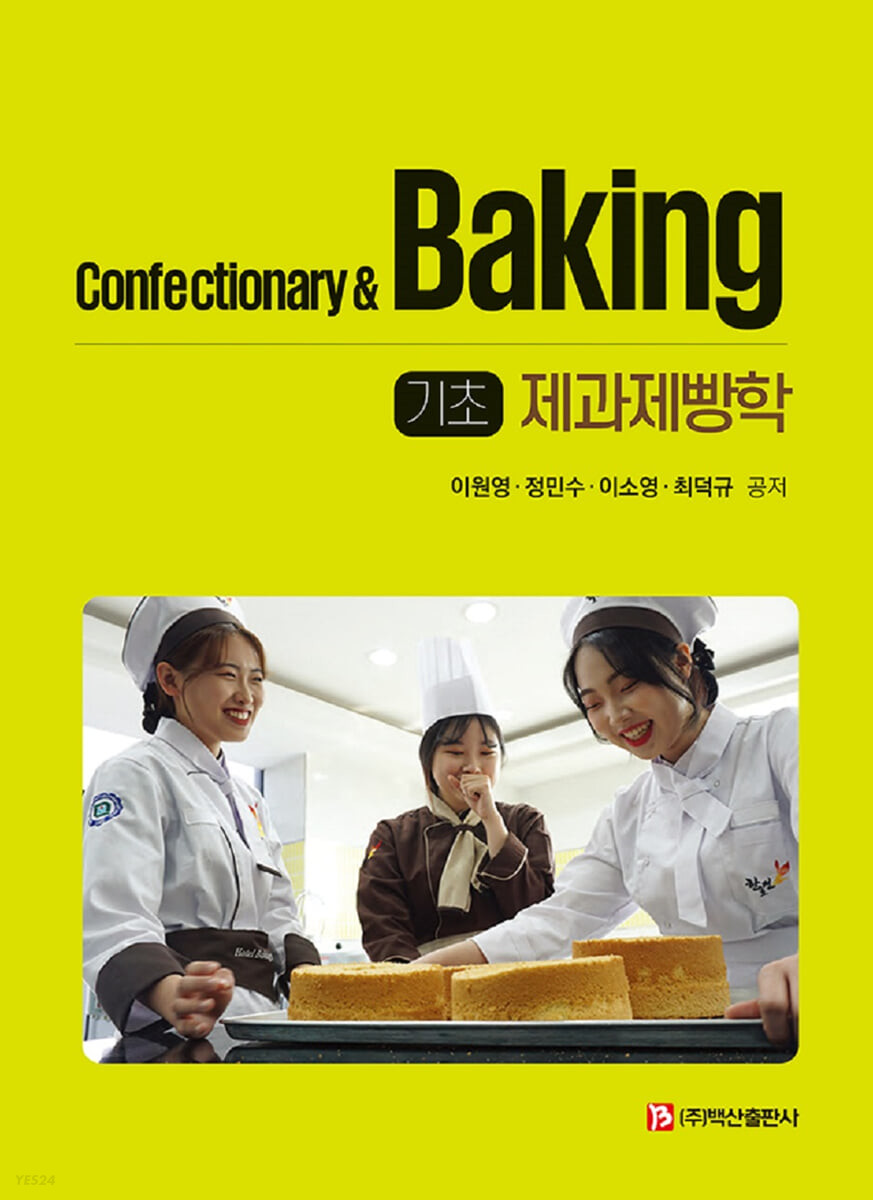 Confectionary & Baking
기초 제과제빵학
이원영 · 정민수 · 이소영 · 최덕규 공저
(주)백산출판사
YES24